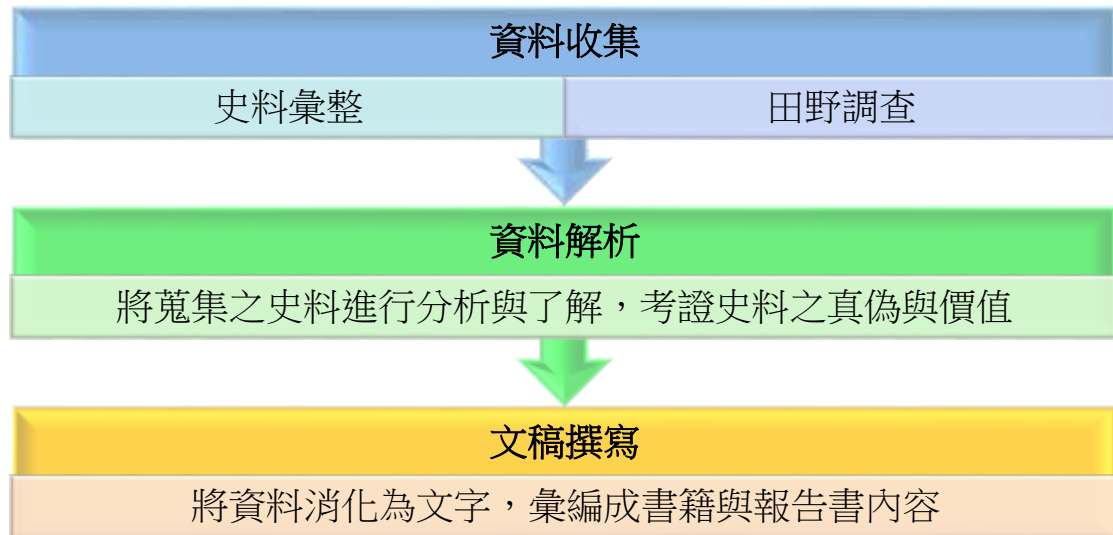 資料收集
史料彙整
田野調查
資料解析
將蒐集之史料進行分析與了解，考證史料之真偽與價值
文稿撰寫
將資料消化為文字，彙編成書籍與報告書內容